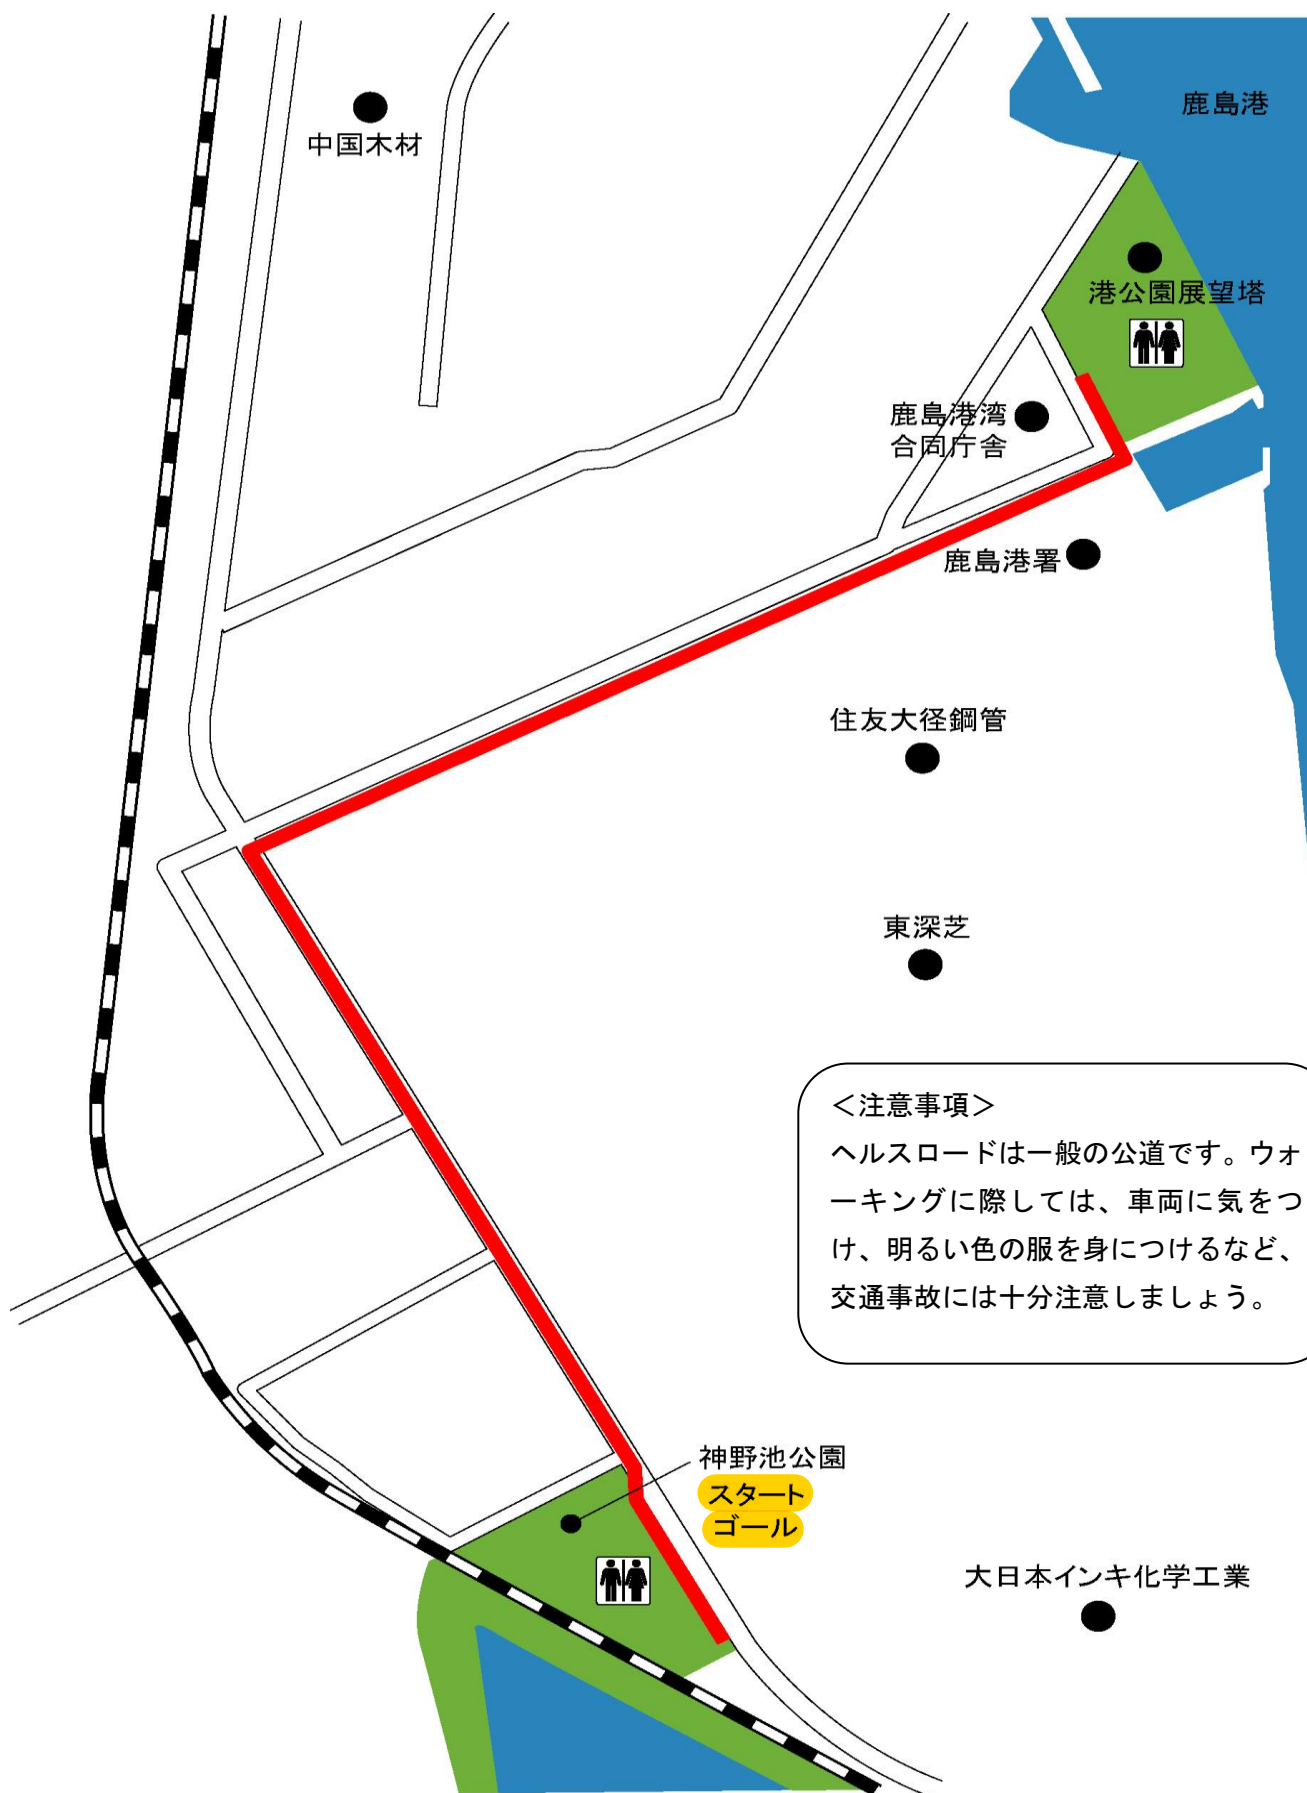 鹿島港
中国木材
港公園展望塔
鹿島港湾
合同庁舎
鹿島港署
住友大径鋼管
東深芝
＜注意事項＞
ヘルスロードは一般の公道です。ウォ
ーキングに際しては、車両に気をつ
け、明るい色の服を身につけるなど、
交通事故には十分注意しましょう。
神野池公園
スタート
ゴール
大日本インキ化学工業